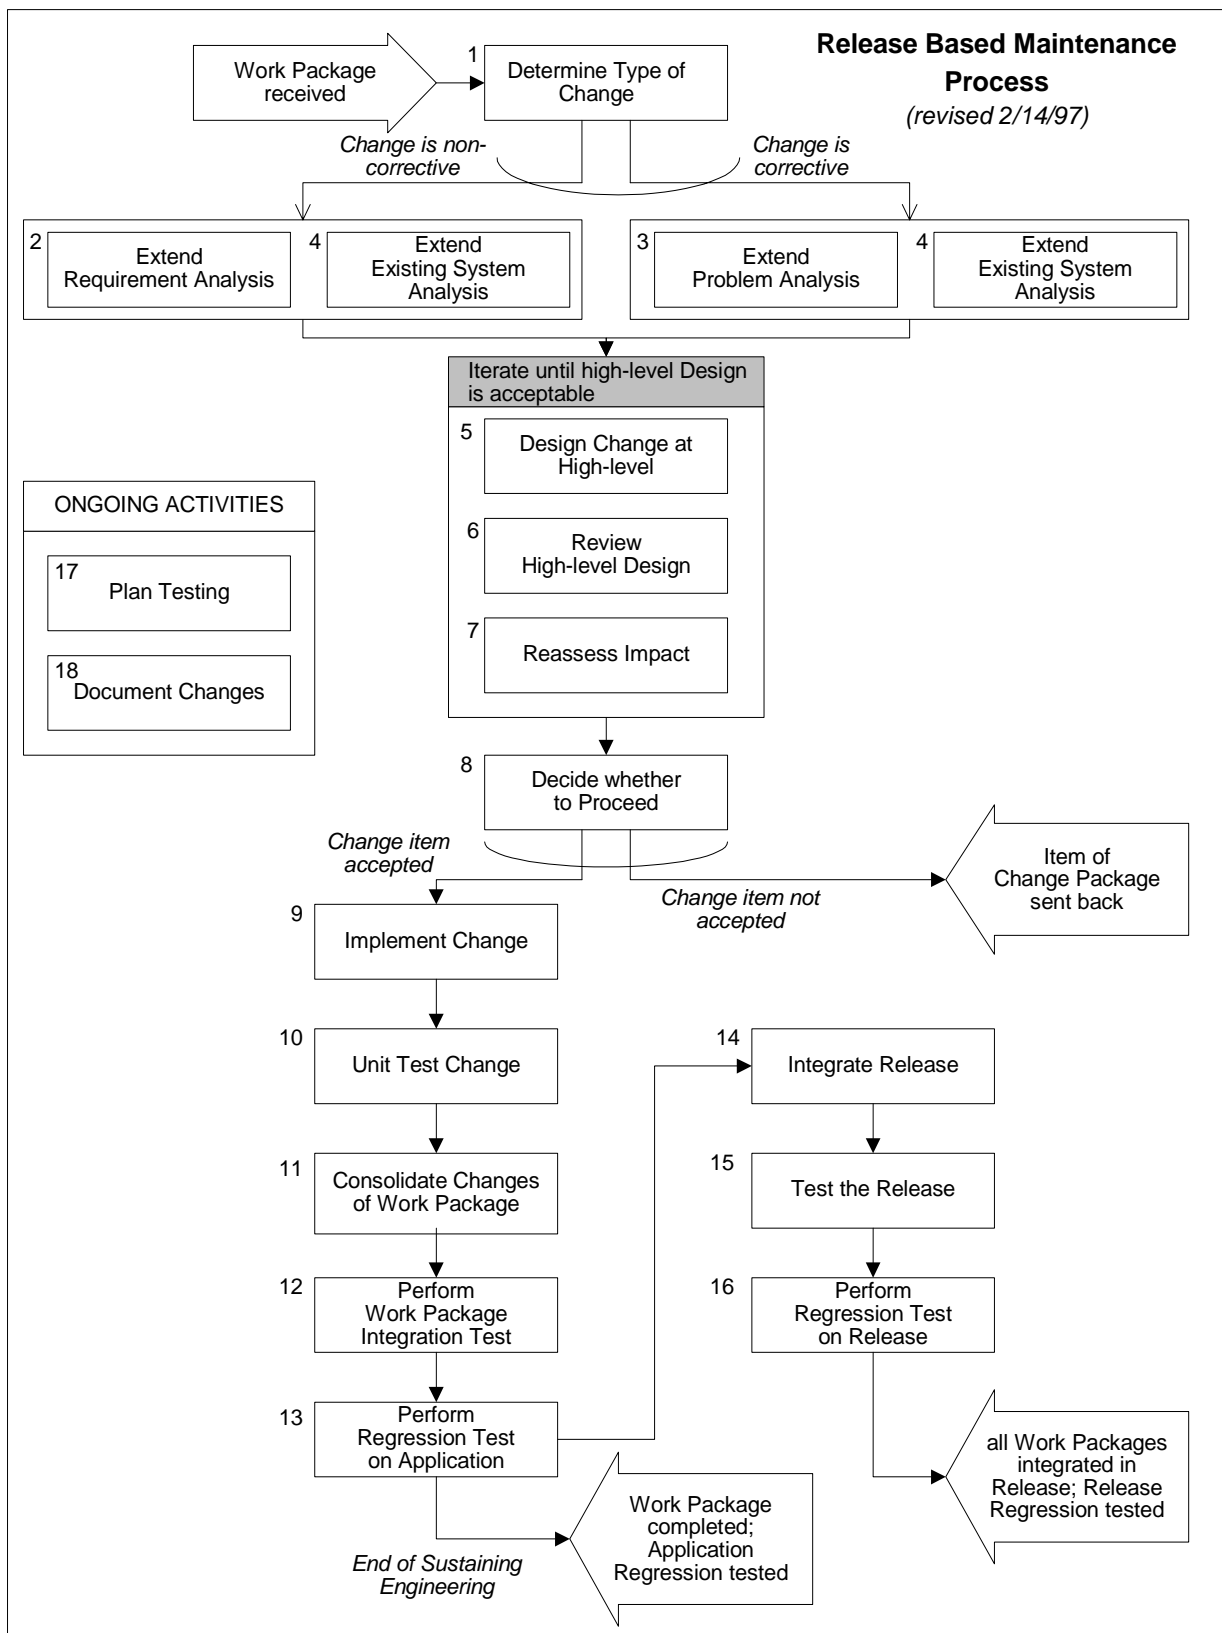 Release Based Maintenance
Process
(revised 2/14/97)
Work Package
received
1
Determine Type of
Change
Change is non-
corrective
Change is
corrective
2
Extend
Requirement Analysis
4
Extend
Existing System
Analysis
3
Extend
Problem Analysis
4
Extend
Existing System
Analysis
Iterate until high-level Design
is acceptable
5
Design Change at
High-level
6
Review
High-level Design
7
Reassess Impact
ONGOING ACTIVITIES
17
Plan Testing
18
Document Changes
8
Decide whether
to Proceed
Change item
accepted
Change item not
accepted
Item of
Change Package
sent back
9
Implement Change
10
Unit Test Change
11
Consolidate Changes
of Work Package
12
Perform
Work Package
Integration Test
13
Perform
Regression Test
on Application
14
Integrate Release
15
Test the Release
16
Perform
Regression Test
on Release
all Work Packages
integrated in
Release; Release
Regression tested
Work Package
completed;
Application
Regression tested
End of Sustaining
Engineering